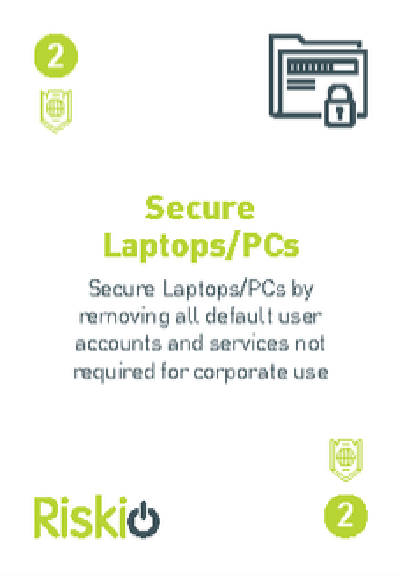 2
Secure
Laptops/PCs
Secure Laptops/PCs by
removing all default user
accounts and services not
required for corporate use
Riskio
2